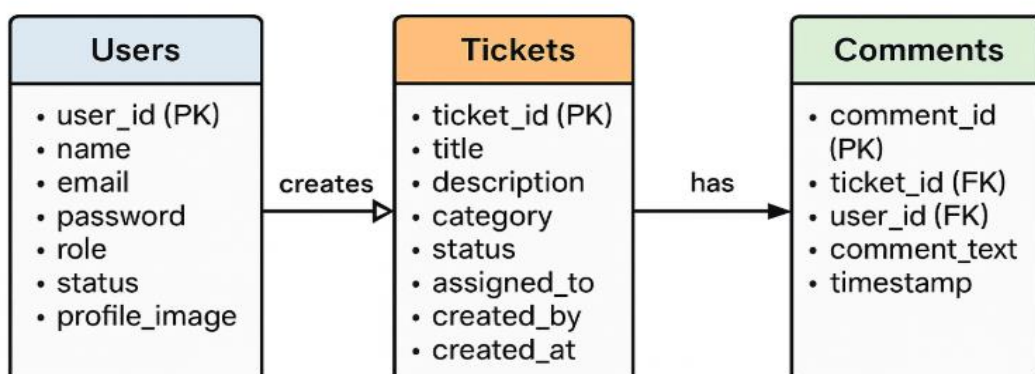 Users
• user_id (PK)
• name
• email
• password
• role
• status
• profile_image
creates
Tickets
• ticket_id (PK)
• title
• description
• category
• status
• assigned_to
• created_by
• created_at
has
Comments
• comment_id
(PK)
• ticket_id (FK)
• user_id (FK)
• comment_text
• timestamp